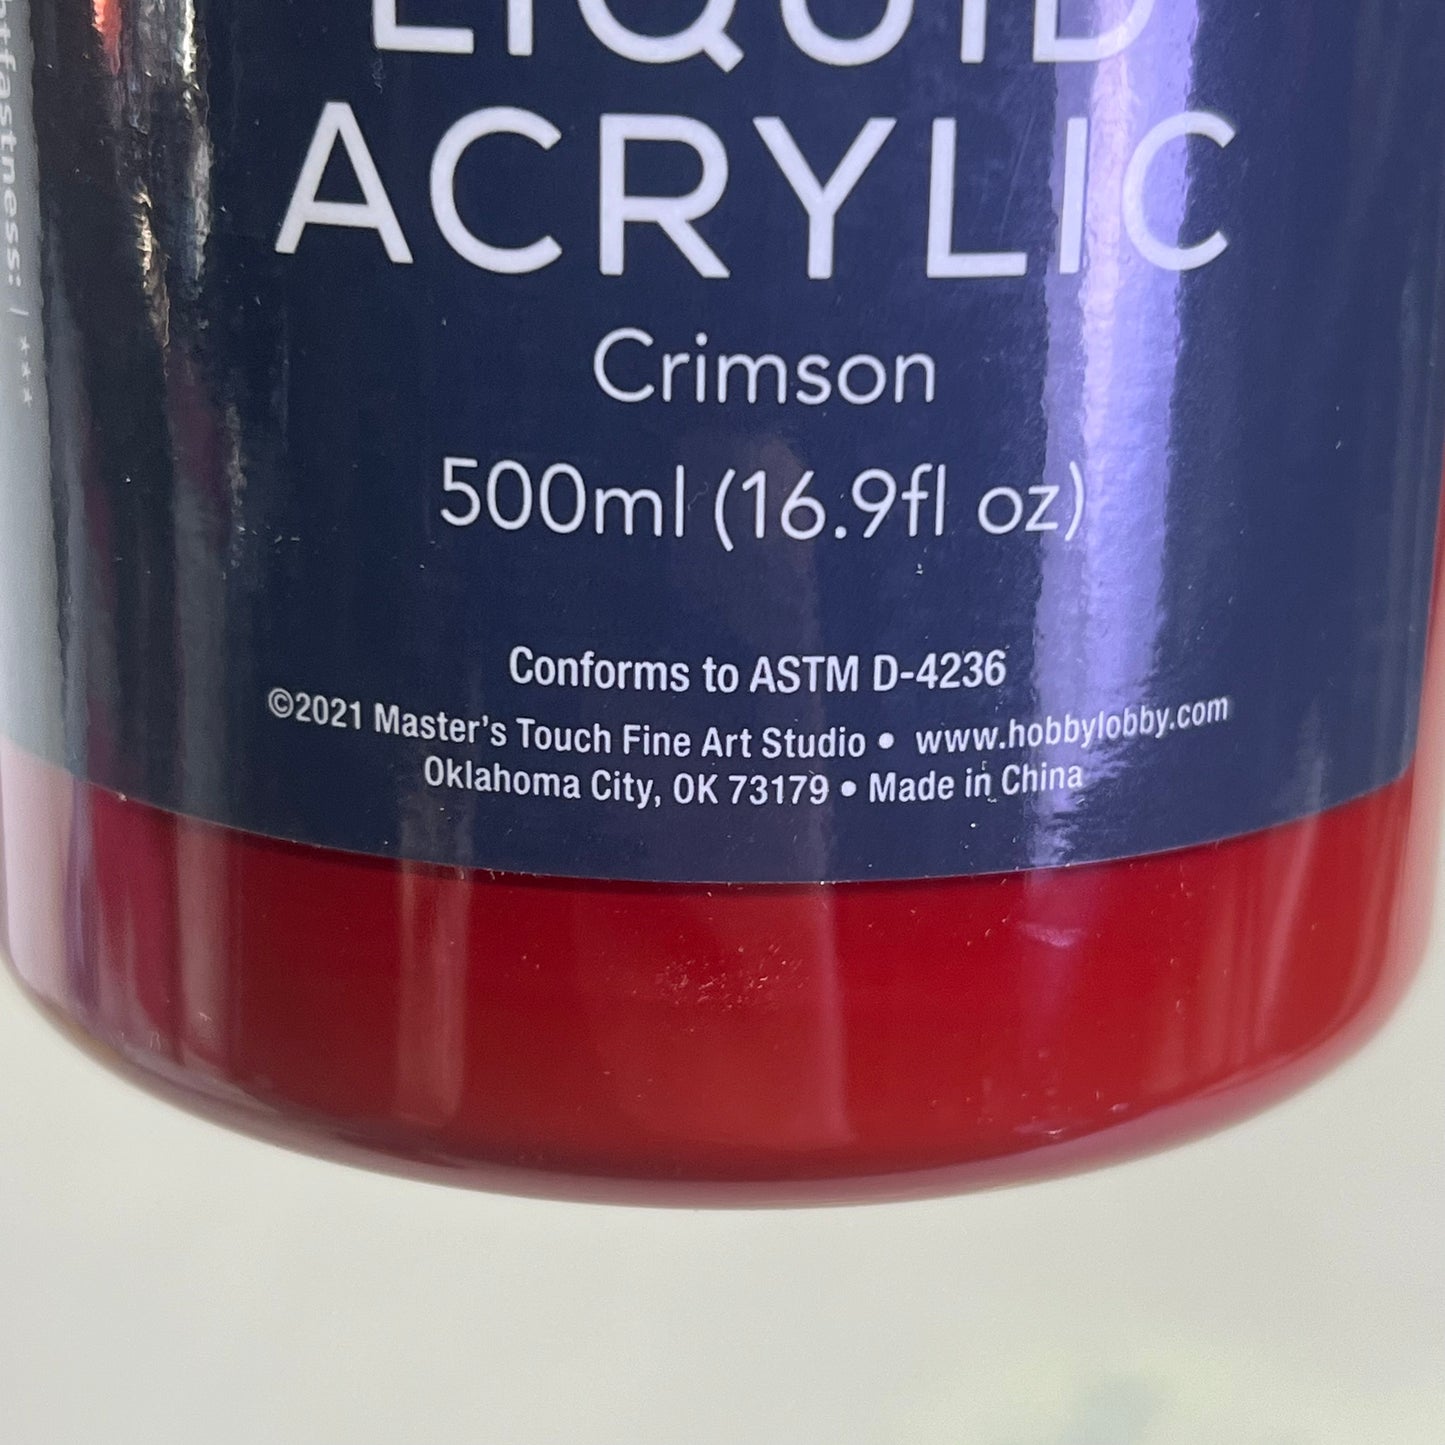 LIQUID
ACRYLIC
Crimson
500ml (16.9fl oz)
Conforms to ASTM D-4236
©2021 Master's Touch Fine Art Studio • www.hobbylobby.com
Oklahoma City, OK 73179 • Made in China
| ***